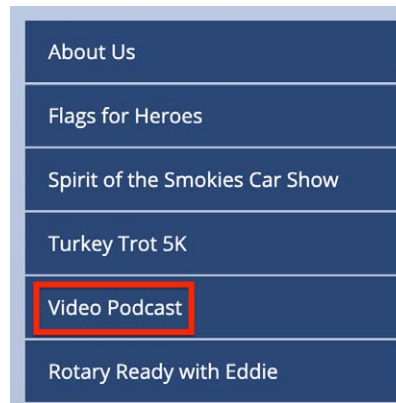 About Us
Flags for Heroes
Spirit of the Smokies Car Show
Turkey Trot 5K
Video Podcast
Rotary Ready with Eddie